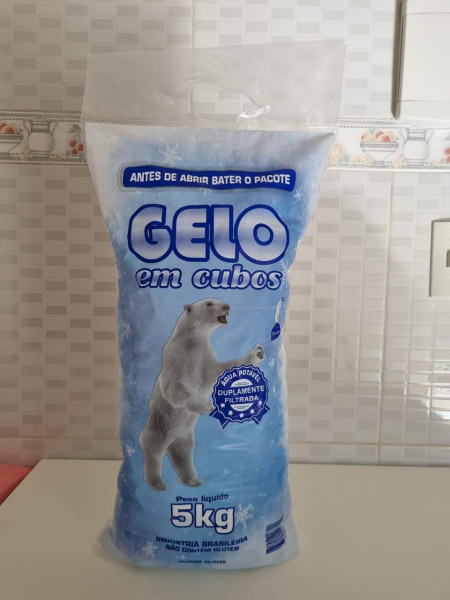 ANTES DE ABRIR BATER O PACOTE
GELO
em cubos
ÁGUA POTÁVEL
DUPLAMENTE
FILTRADA
Peso líquido
5kg
INDÚSTRIA BRASILEIRA
NÃO CONTÉM GLÚTEN